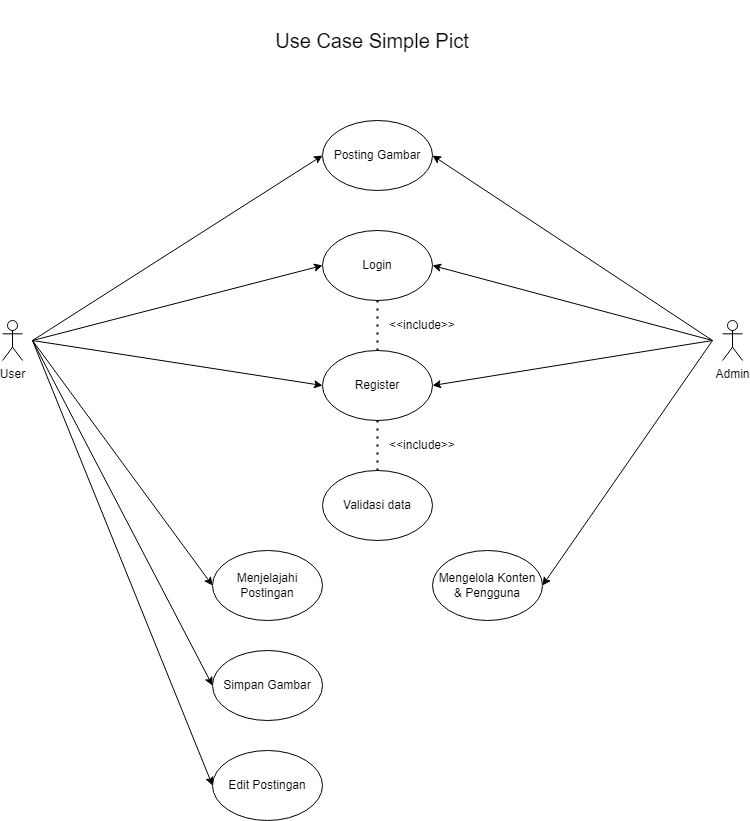 Use Case Simple Pict
Posting Gambar
Login
<<include>>
User
Admin
Register
<<include>>
Validasi data
Menjelajahi
Postingan
Mengelola Konten
& Pengguna
Simpan Gambar
Edit Postingan